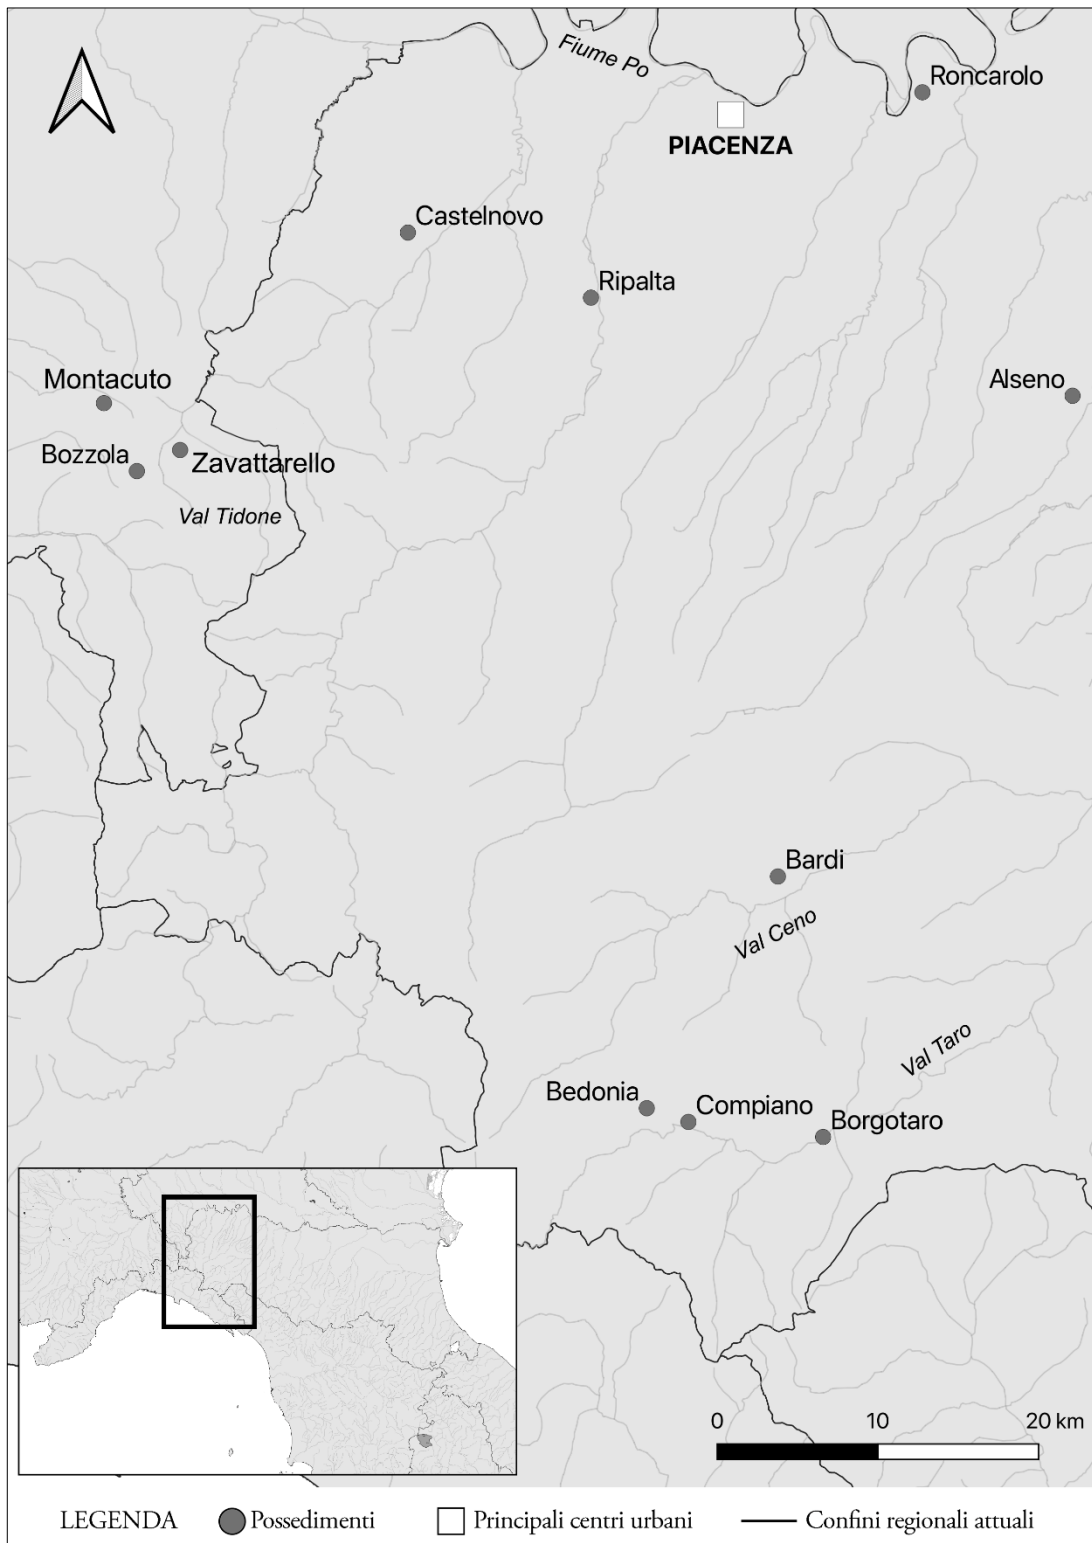 Fiume Po
Roncarolo
PIACENZA
Castelnovo
Ripalta
Montacuto
Alseno
Bozzola
Zavattarello
Val Tidone
Bardi
Val Ceno
Val Taro
Bedonia
Compiano
Borgotaro
0 10 20 km
LEGENDA Possedimenti Principali centri urbani Confini regionali attuali